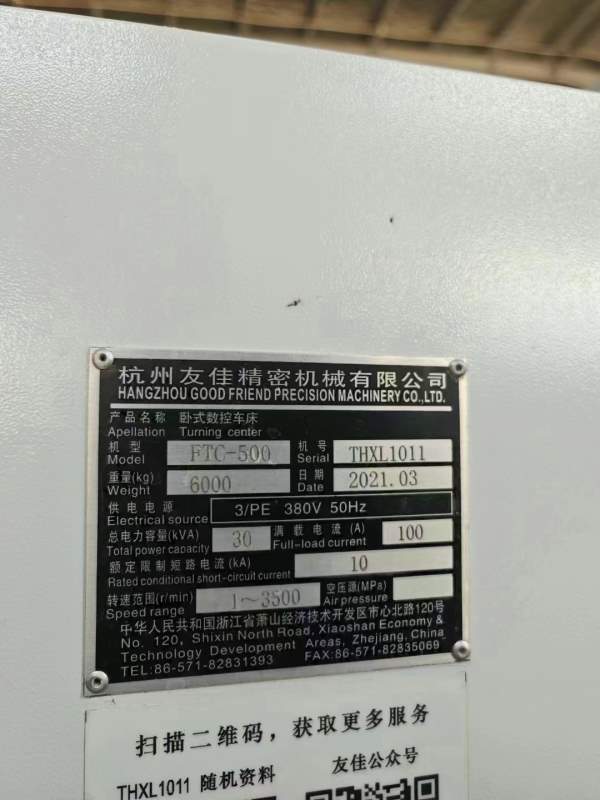 杭州友佳精密机械有限公司
HANGZHOU GOOD FRIEND PRECISION MACHINERY CO.,LTD.
产品名称 卧式数控车床
Apellation Turning center
机型 FTC-500 机号 THXL1011
Model Serial
重量(kg) 6000 日期 2021.03
Weight Date
供电电源 3/PE 380V 50Hz
Electrical source
总电力容量(kVA) 30 满载电流(A) 100
Total power capacity Full-load current
额定限制短路电流(kA) 10
Rated conditional short-circuit current
转速范围(r/min) 1~3500 空压源(MPa)
Speed range Air pressure
中华人民共和国浙江省萧山经济技术开发区市心北路120号
No. 120, Shixin North Road, Xiaoshan Economy &
Technology Development Areas, Zhejiang, China
TEL:86-571-82831393 FAX:86-571-82835069
扫描二维码，获取更多服务
THXL1011 随机资料 友佳公众号